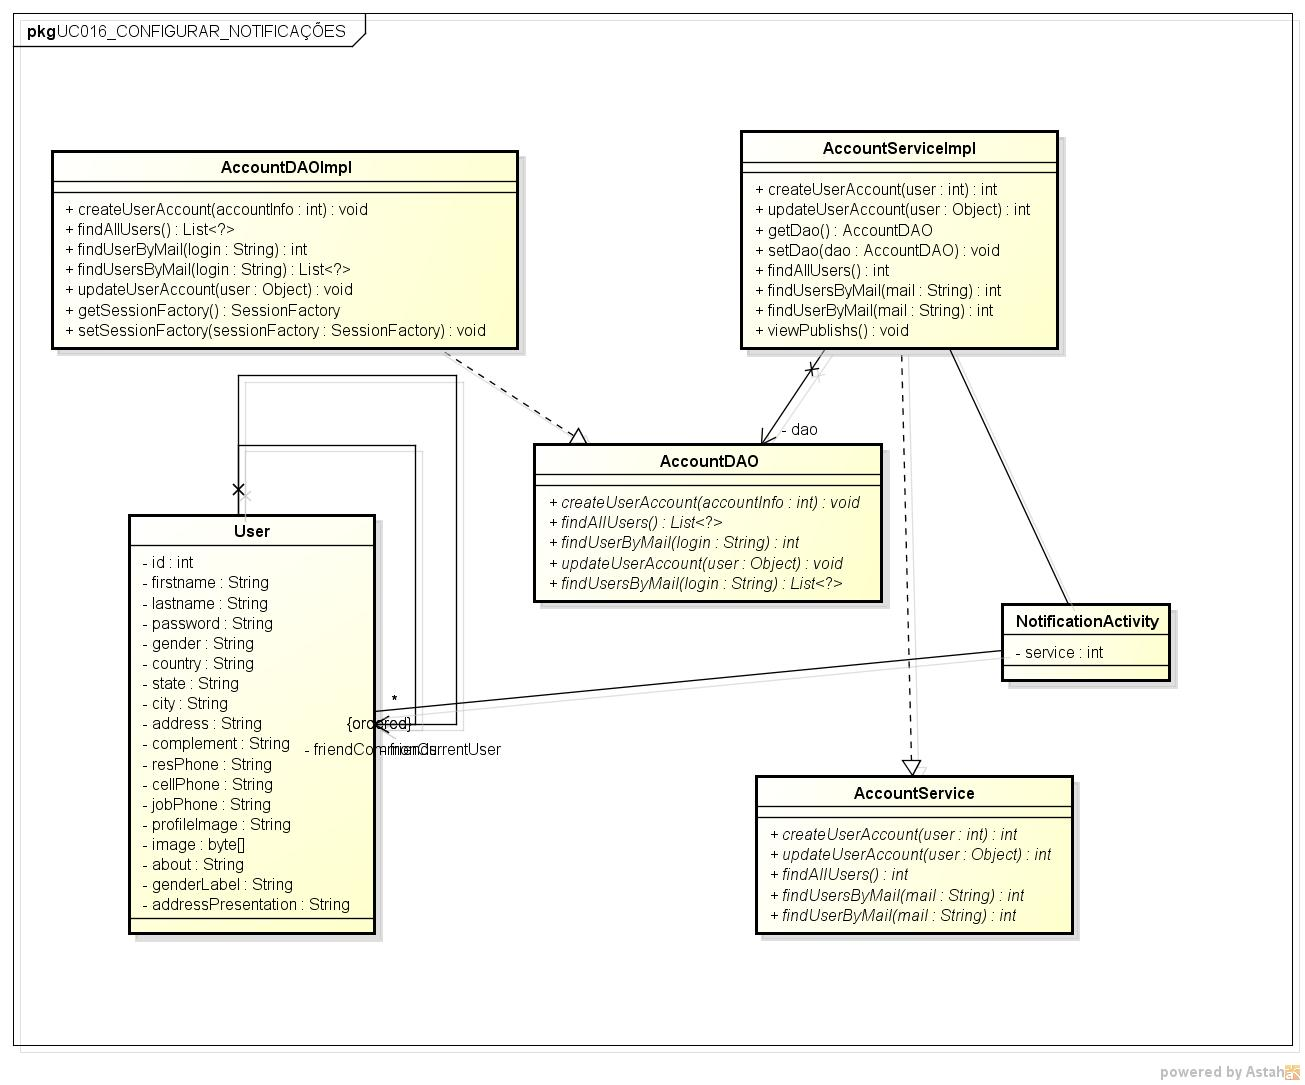 pkg UC016_CONFIGURAR_NOTIFICAÇÕES
AccountDAOImpl
+ createUserAccount(accountInfo : int) : void
+ findAllUsers() : List<?>
+ findUserByMail(login : String) : int
+ findUsersByMail(login : String) : List<?>
+ updateUserAccount(user : Object) : void
+ getSessionFactory() : SessionFactory
+ setSessionFactory(sessionFactory : SessionFactory) : void
AccountServiceImpl
+ createUserAccount(user : int) : int
+ updateUserAccount(user : Object) : int
+ getDao() : AccountDAO
+ setDao(dao : AccountDAO) : void
+ findAllUsers() : int
+ findUsersByMail(mail : String) : int
+ findUserByMail(mail : String) : int
+ viewPublishs() : void
- dao
AccountDAO
+ createUserAccount(accountInfo : int) : void
+ findAllUsers() : List<?>
+ findUserByMail(login : String) : int
+ updateUserAccount(user : Object) : void
+ findUsersByMail(login : String) : List<?>
User
- id : int
- firstname : String
- lastname : String
- password : String
- gender : String
- country : String
- state : String
- city : String
- address : String
- complement : String
- resPhone : String
- cellPhone : String
- jobPhone : String
- profileImage : String
- image : byte[]
- about : String
- genderLabel : String
- addressPresentation : String
*
{ordered}
NotificationActivity
- service : int
AccountService
+ createUserAccount(user : int) : int
+ updateUserAccount(user : Object) : int
+ findAllUsers() : int
+ findUsersByMail(mail : String) : int
+ findUserByMail(mail : String) : int
powered by Astah